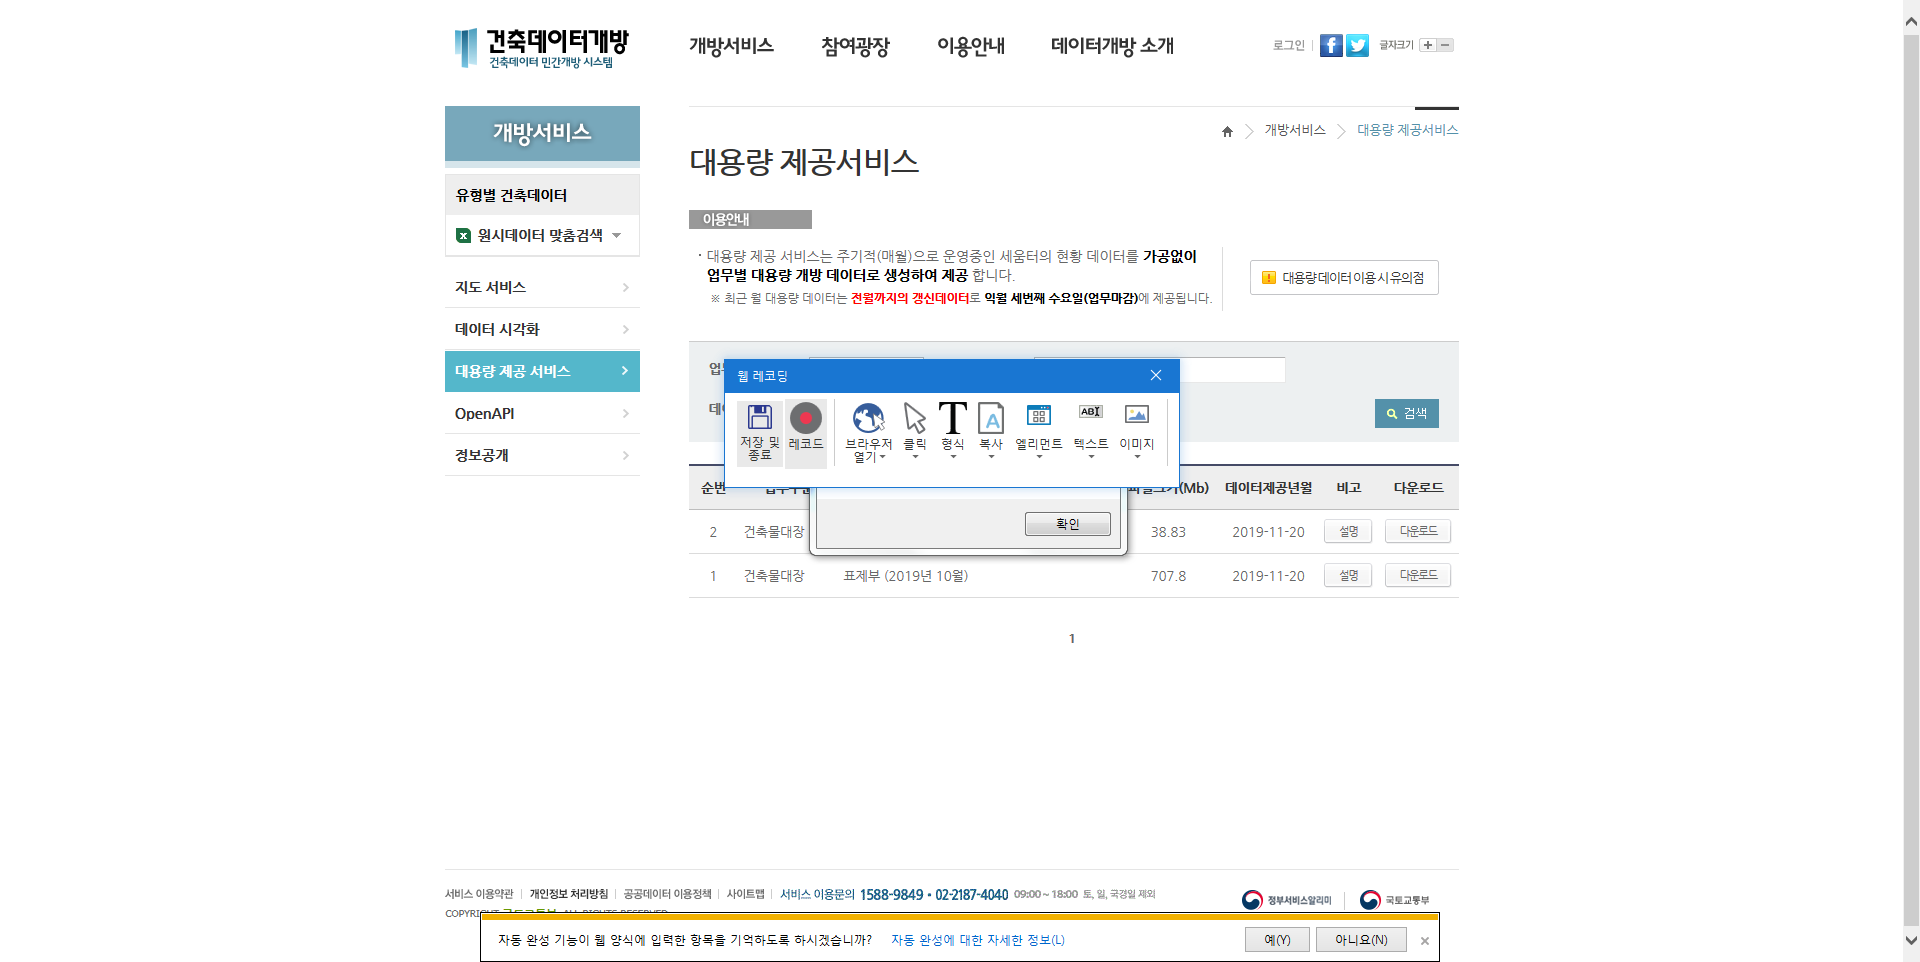 건축데이터개방
건축데이터 민간개방 시스템
개방서비스 참여광장 이용안내 데이터개방 소개
로그인 글자크기
개방서비스
유형별 건축데이터
원시데이터 맞춤검색
지도 서비스
데이터 시각화
대용량 제공 서비스
OpenAPI
정보공개
개방서비스 대용량 제공서비스
대용량 제공서비스
이용안내
· 대용량 제공 서비스는 주기적(매월)으로 운영중인 세움터의 현황 데이터를 가공없이
업무별 대용량 개방 데이터로 생성하여 제공 합니다.
※ 최근 월 대용량 데이터는 전월까지의 갱신데이터로 익월 세번째 수요일(업무마감)에 제공됩니다.
대용량 데이터 이용 시 유의점
검색
웹 레코딩
저장 및
종료
레코드
브라우저
열기
클릭
형식
복사
엘리먼트
텍스트
이미지
확인
순번 데이터제공년월 비고 다운로드
2 건축물대장 38.83 2019-11-20 설명 다운로드
1 건축물대장 표제부 (2019년 10월) 707.8 2019-11-20 설명 다운로드
1
서비스 이용약관 개인정보 처리방침 공공데이터 이용정책 사이트맵 서비스 이용문의 1588-9849 • 02-2187-4040 09:00 ~ 18:00 토, 일, 국경일 제외
정부서비스알리미 국토교통부
자동 완성 기능이 웹 양식에 입력한 항목을 기억하도록 하시겠습니까? 자동 완성에 대한 자세한 정보(L)
예(Y) 아니요(N)